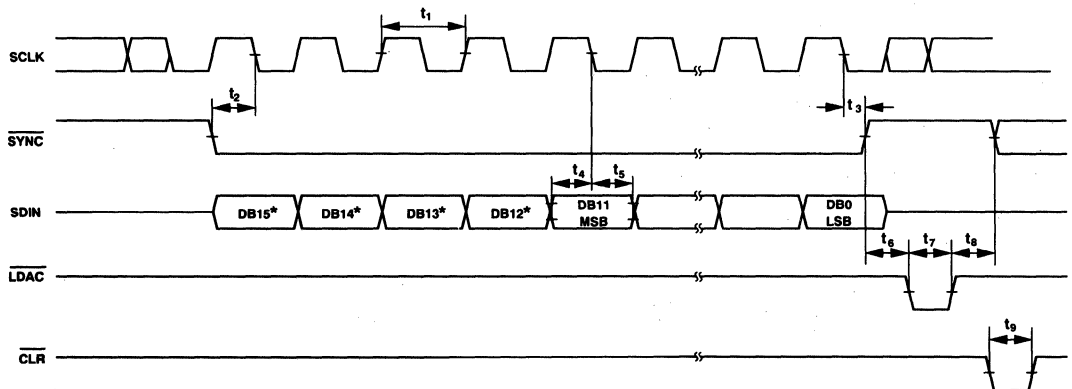 t1
SCLK
t2
t3
SYNC
t4
t5
SDIN
DB15*
DB14*
DB13*
DB12*
DB11
MSB
DB0
LSB
t6
t7
t8
LDAC
t9
CLR